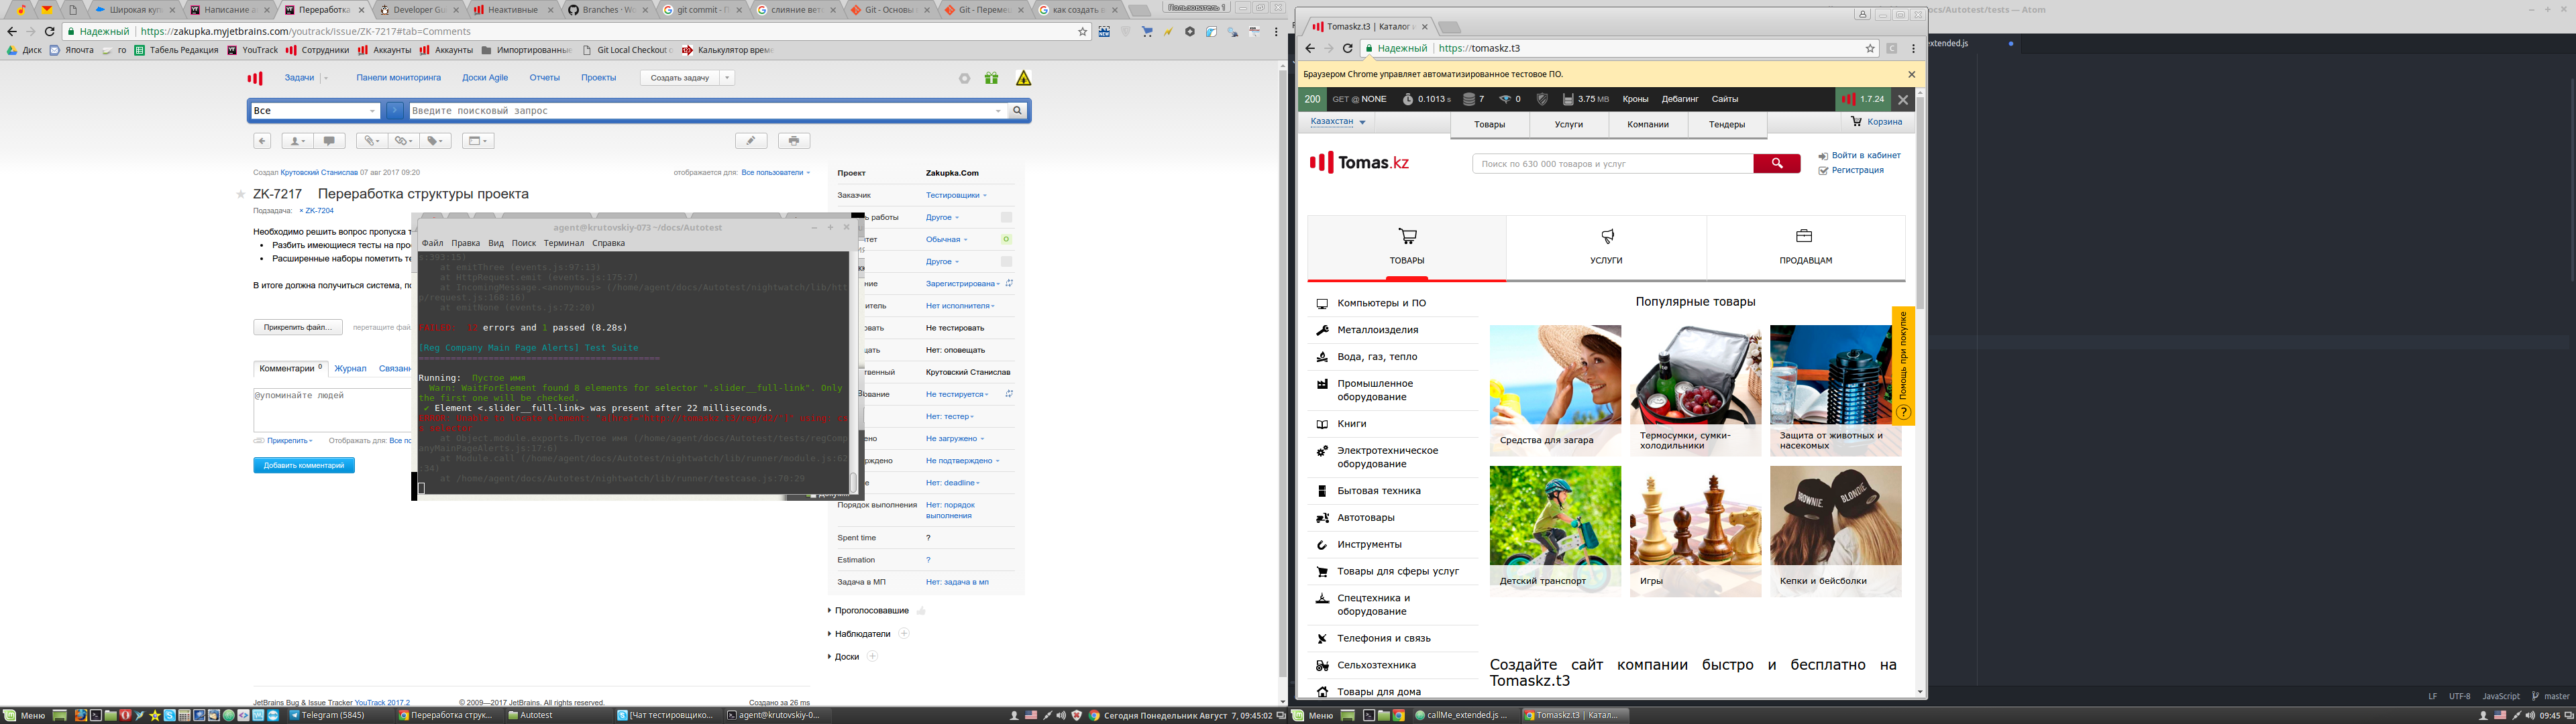 Широкая купл
Написание ав
Переработка
Developer Gui
Неактивные
Branches · Wo
git commit - П
слияние вето
Git - Основы в
Git - Перемещ
как создать в
Пользователь 1
Надежный
https://zakupka.myjetbrains.com/youtrack/issue/ZK-7217#tab=Comments
Диск
Япочта
го
Табель Редакция
YouTrack
Сотрудники
Аккаунты
Аккаунты
Импортированные
Git Local Checkout o
Калькулятор време
Задачи
Панели мониторинга
Доски Agile
Отчеты
Проекты
Создать задачу
Все
Введите поисковый запрос
Создал Крутовский Станислав 07 авг 2017 09:20
отображается для: Все пользователи
ZK-7217 Переработка структуры проекта
Подзадача: × ZK-7204
Необходимо решить вопрос пропуска т
Разбить имеющиеся тесты на про
Расширенные наборы пометить те
В итоге должна получиться система, по
Прикрепить файл…
перетащите фай
Комментарии 0
Журнал
Связанн
@упоминайте людей
Прикрепить
Отображать для: Все по
Добавить комментарий
Проект Zakupka.Com
Заказчик Тестировщики
ь работы Другое
тет Обычная
О
Другое
ние Зарегистрирована
итель Нет исполнителя
овать Не тестировать
щать Нет: оповещать
ственный Крутовский Станислав
ование Не тестируется
Нет: тестер
ено Не загружено
рждено Не подтверждено
е Нет: deadline
Порядок выполнения Нет: порядок
выполнения
Spent time ?
Estimation ?
Задача в МП Нет: задача в мп
Проголосовавшие
Наблюдатели
Доски
JetBrains Bug & Issue Tracker YouTrack 2017.2
© 2009—2017 JetBrains. All rights reserved.
Создано за 26 ms
agent@krutovskiy-073 ~/docs/Autotest
Файл Правка Вид Поиск Терминал Справка
s:393:15)
at emitThree (events.js:97:13)
at HttpRequest.emit (events.js:175:7)
at IncomingMessage.<anonymous> (/home/agent/docs/Autotest/nightwatch/lib/htt
p/request.js:168:16)
at emitNone (events.js:72:20)
errors and 1 passed (8.28s)
[Reg Company Main Page Alerts] Test Suite
Running: Пустое имя
Warn: WaitForElement found 8 elements for selector ".slider__full-link". Only
the first one will be checked.
✔ Element <.slider__full-link> was present after 22 milliseconds.
at Object.module.exports.Пустое имя (/home/agent/docs/Autotest/tests/regComp
anyMainPageAlerts.js:17:6)
at Module.call (/home/agent/docs/Autotest/nightwatch/lib/runner/module.js:62
:34)
at /home/agent/docs/Autotest/nightwatch/lib/runner/testcase.js:70:29
Меню
Telegram (5845)
Переработка струк...
Autotest
[Чат тестировщико...
agent@krutovskiy-0...
Сегодня Понедельник Август 7, 09:45:02
ocs/Autotest/tests — Atom
xtended.js
Tomaskz.t3 | Каталог
Надежный
https://tomaskz.t3
Браузером Chrome управляет автоматизированное тестовое ПО.
200
GET @ NONE
0.1013 s
7
0
3.75 MB
Кроны
Дебагинг
Сайты
1.7.24
Казахстан
Товары
Услуги
Компании
Тендеры
Корзина
Tomas.kz
Поиск по 630 000 товаров и услуг
Войти в кабинет
Регистрация
ТОВАРЫ
УСЛУГИ
ПРОДАВЦАМ
Компьютеры и ПО
Металлоизделия
Вода, газ, тепло
Промышленное
оборудование
Книги
Электротехническое
оборудование
Бытовая техника
Автотовары
Инструменты
Товары для сферы услуг
Спецтехника и
оборудование
Телефония и связь
Сельхозтехника
Товары для дома
Популярные товары
Средства для загара
Термосумки, сумки-
холодильники
Защита от животных и
насекомых
Детский транспорт
Игры
BROWNIE.
BLONDIE.
Кепки и бейсболки
Помощь при покупке
?
Создайте сайт компании быстро и бесплатно на
Tomaskz.t3
LF UTF-8 JavaScript master
Меню
callMe_extended.js ...
Tomaskz.t3 | Катал...
09:45